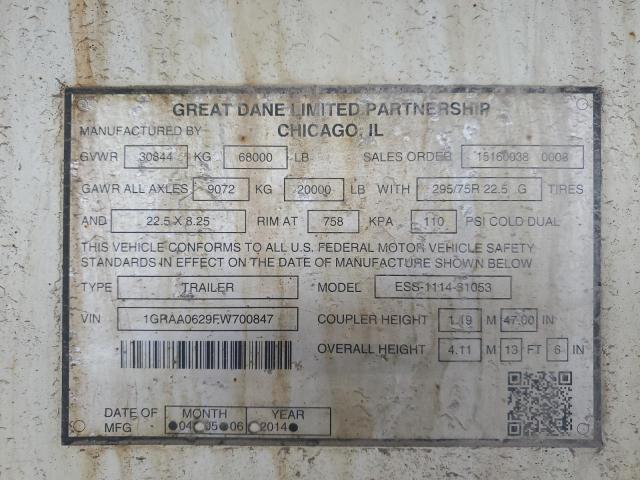 GREAT DANE LIMITED PARTNERSHIP
MANUFACTURED BY CHICAGO, IL
GVWR 30844 KG 68000 LB SALES ORDER 15160038 0008
GAWR ALL AXLES 9072 KG 20000 LB WITH 295/75R 22.5 G TIRES
AND 22.5 X 8.25 RIM AT 758 KPA 110 PSI COLD DUAL
THIS VEHICLE CONFORMS TO ALL U.S. FEDERAL MOTOR VEHICLE SAFETY
STANDARDS IN EFFECT ON THE DATE OF MANUFACTURE SHOWN BELOW
TYPE TRAILER MODEL ESS-1114-31053
VIN 1GRAA0629FW700847 COUPLER HEIGHT 1.19 M 47.00 IN
OVERALL HEIGHT 4.11 M 13 FT 6 IN
DATE OF MFG MONTH YEAR
04 05 06 2014